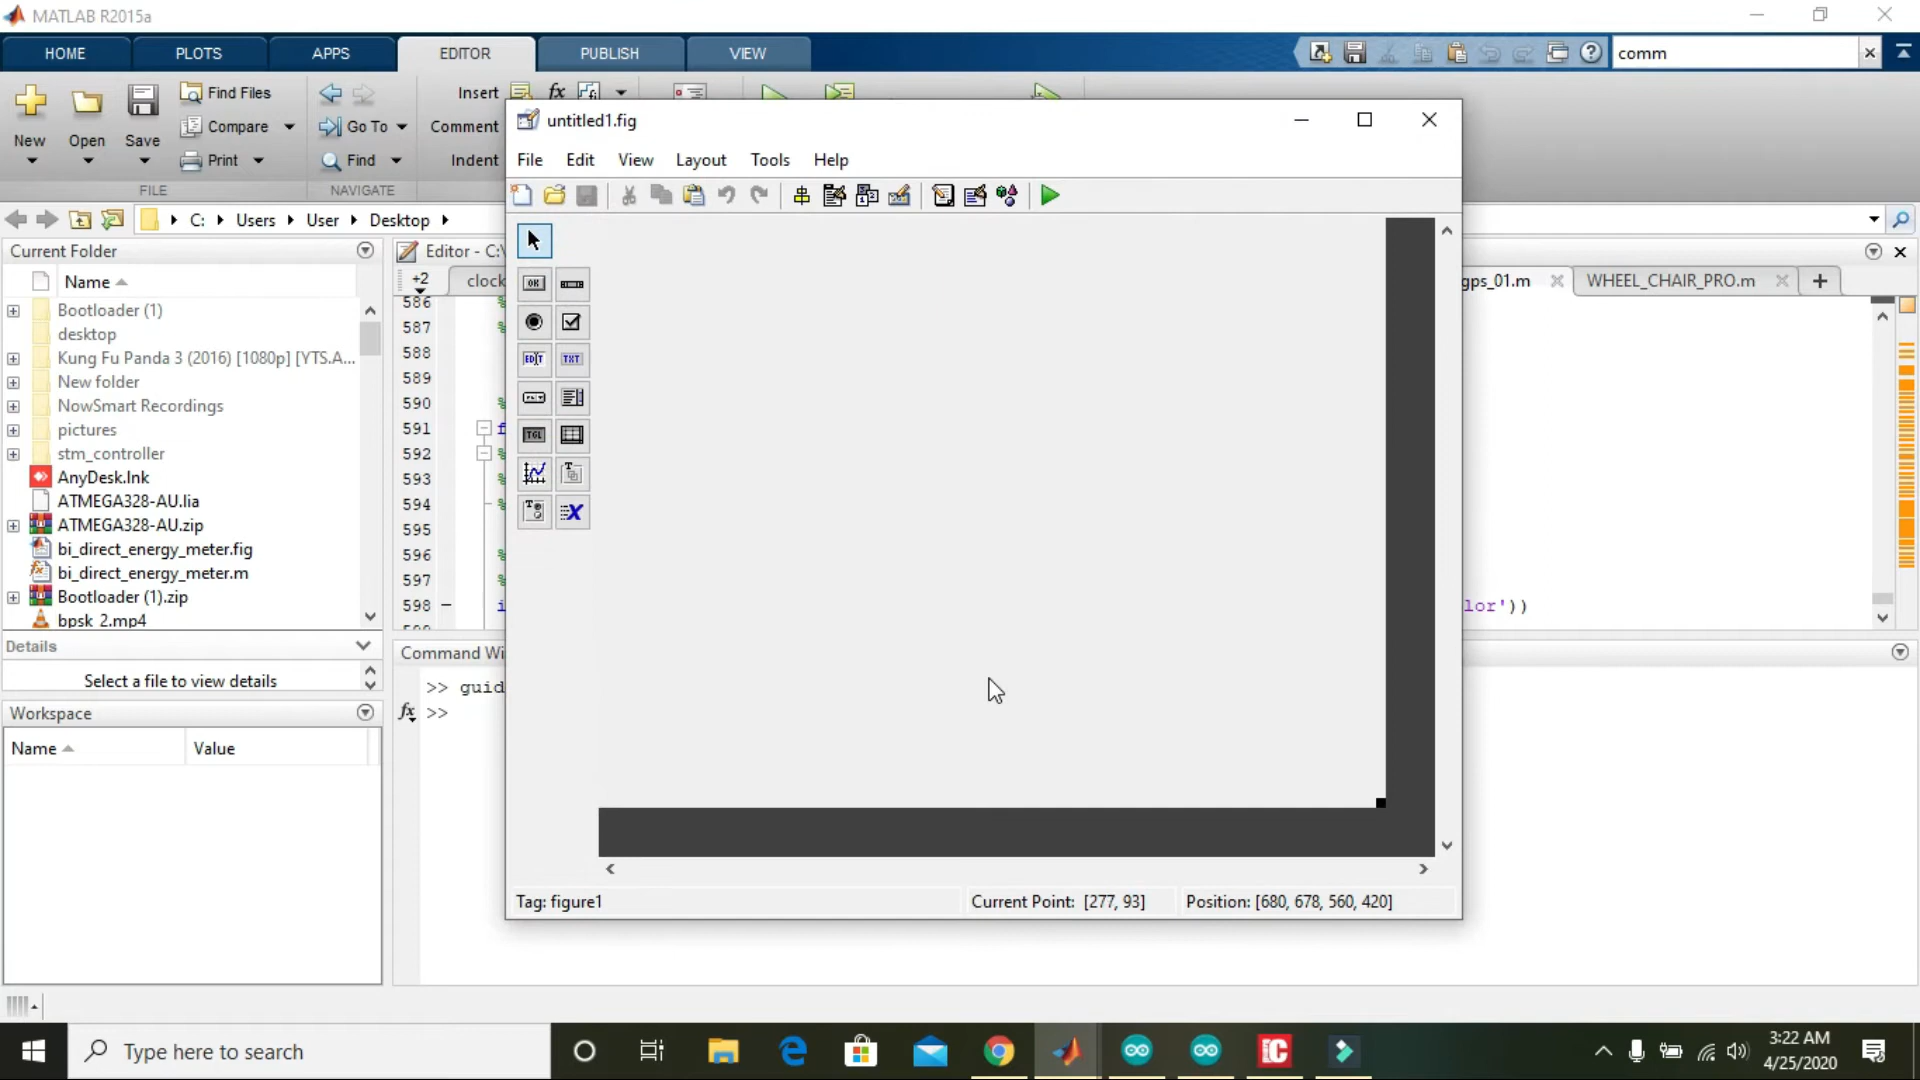 MATLAB R2015a
HOME
PLOTS
APPS
EDITOR
PUBLISH
VIEW
comm
New
Open
Save
Find Files
Compare
Print
FILE
Go To
Find
NAVIGATE
Insert
Comment
Indent
fx
untitled1.fig
File Edit View Layout Tools Help
C: Users User Desktop
Current Folder
Name
Bootloader (1)
desktop
Kung Fu Panda 3 (2016) [1080p] [YTS.A...
New folder
NowSmart Recordings
pictures
stm_controller
AnyDesk.lnk
ATMEGA328-AU.lia
ATMEGA328-AU.zip
bi_direct_energy_meter.fig
bi_direct_energy_meter.m
Bootloader (1).zip
bpsk 2.mp4
Details
Select a file to view details
Workspace
Name Value
Editor - C:\
+2
clock
gps_01.m
WHEEL_CHAIR_PRO.m
586 %
587 %
588
589
590 %
591 f
592 %
593 %
594 %
595
596 %
597 %
598 i
lor'))
OK
EDIT
TXT
TGL
Command Wi
>> guid
fx >>
Tag: figure1
Current Point: [277, 93]
Position: [680, 678, 560, 420]
Type here to search
3:22 AM
4/25/2020